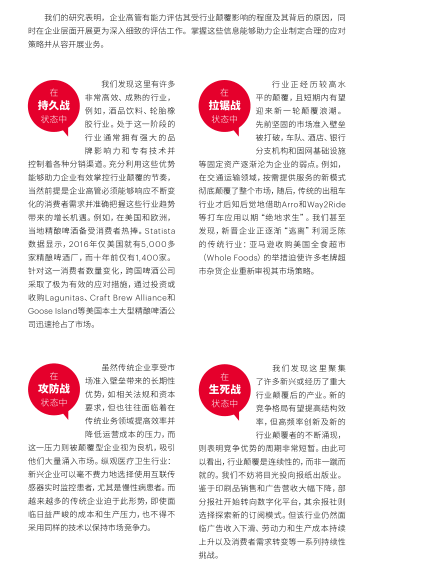 我们的研究表明，企业高管有能力评估其受行业颠覆影响的程度及其背后的原因，同
时在企业层面开展更为深入细致的评估工作。掌握这些信息能够助力企业制定合理的应对
策略并从容开展业务。
在
持久战
状态中
我们发现这里有许多
非常高效、成熟的行业。
例如，酒品饮料、轮胎橡
胶行业。处于这一阶段的
行业通常拥有强大的品
牌影响力和专有技术并
控制着各种分销渠道。充分利用这些优势
能够助力企业有效掌控行业颠覆的节奏。
当然前提是企业高管必须能够响应不断变
化的消费者需求并准确把握这些行业趋势
带来的增长机遇。例如，在美国和欧洲，
当地精酿啤酒备受消费者热捧。Statista
数据显示，2016年仅美国就有5,000多
家精酿啤酒厂，而十年前仅有1,400家。
针对这一消费者数量变化，跨国啤酒公司
采取了极为有效的应对措施，通过投资或
收购Lagunitas、Craft Brew Alliance和
Goose Island等美国本土大型精酿啤酒公
司迅速抢占了市场。
在
拉锯战
状态中
行业正经历较高水
平的颠覆，且短期内有望
迎来新一轮颠覆浪潮。
先前坚固的市场准入壁垒
被打破，车队、酒店、银行
分支机构和固网基础设施
等固定资产逐渐沦为企业的弱点。例如，
在交通运输领域，按需提供服务的新模式
彻底颠覆了整个市场，随后，传统的出租车
行业才后知后觉地借助Arro和Way2Ride
等打车应用以期“绝地求生”。我们甚至
发现，新晋企业正逐渐“逃离”利润乏陈
的传统行业：亚马逊收购美国全食超市
（Whole Foods）的举措迫使许多老牌超
市杂货企业重新审视其市场策略。
在
攻防战
状态中
虽然传统企业享受市
场准入壁垒带来的长期性
优势，如相关法规和资本
要求，但也往往面临着在
传统业务领域提高效率并
降低运营成本的压力，而
这一压力则被颠覆型企业视为良机，吸引
他们大量涌入市场。纵观医疗卫生行业：
新兴企业可以毫不费力地选择使用互联传
感器实时监控患者，尤其是慢性病患者。而
越来越多的传统企业迫于此形势，即使面
临日益严峻的成本和生产压力，也不得不
采用同样的技术以保持市场竞争力。
在
生死战
状态中
我们发现这里聚集
了许多新兴或经历了重大
行业颠覆后的产业。新的
竞争格局有望提高结构效
率，但高频率创新及新的
行业颠覆者的不断涌现，
则表明竞争优势的周期非常短暂。由此可
以看出，行业颠覆是连续性的，而非一蹴而
就的。我们不妨将目光投向报纸出版业。
鉴于印刷品销售和广告营收大幅下降，部
分报社开始转向数字化平台，其余报社则
选择探索新的订阅模式。但该行业仍然面
临广告收入下滑、劳动力和生产成本持续
上升以及消费者需求转变等一系列持续性
挑战。